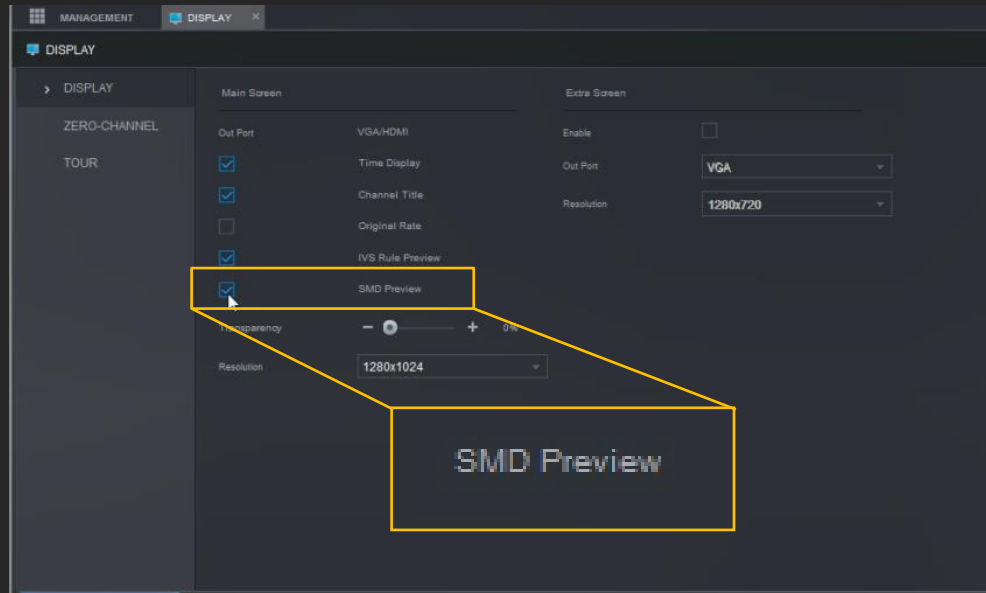 MANAGEMENT DISPLAY
DISPLAY
DISPLAY
ZERO-CHANNEL
TOUR
Main Screen
Out Port VGA/HDMI
Time Display
Channel Title
Original Rate
IVS Rule Preview
SMD Preview
Transparency 0%
Resolution 1280x1024
Extra Screen
Enable
Out Port VGA
Resolution 1280x720
SMD Preview